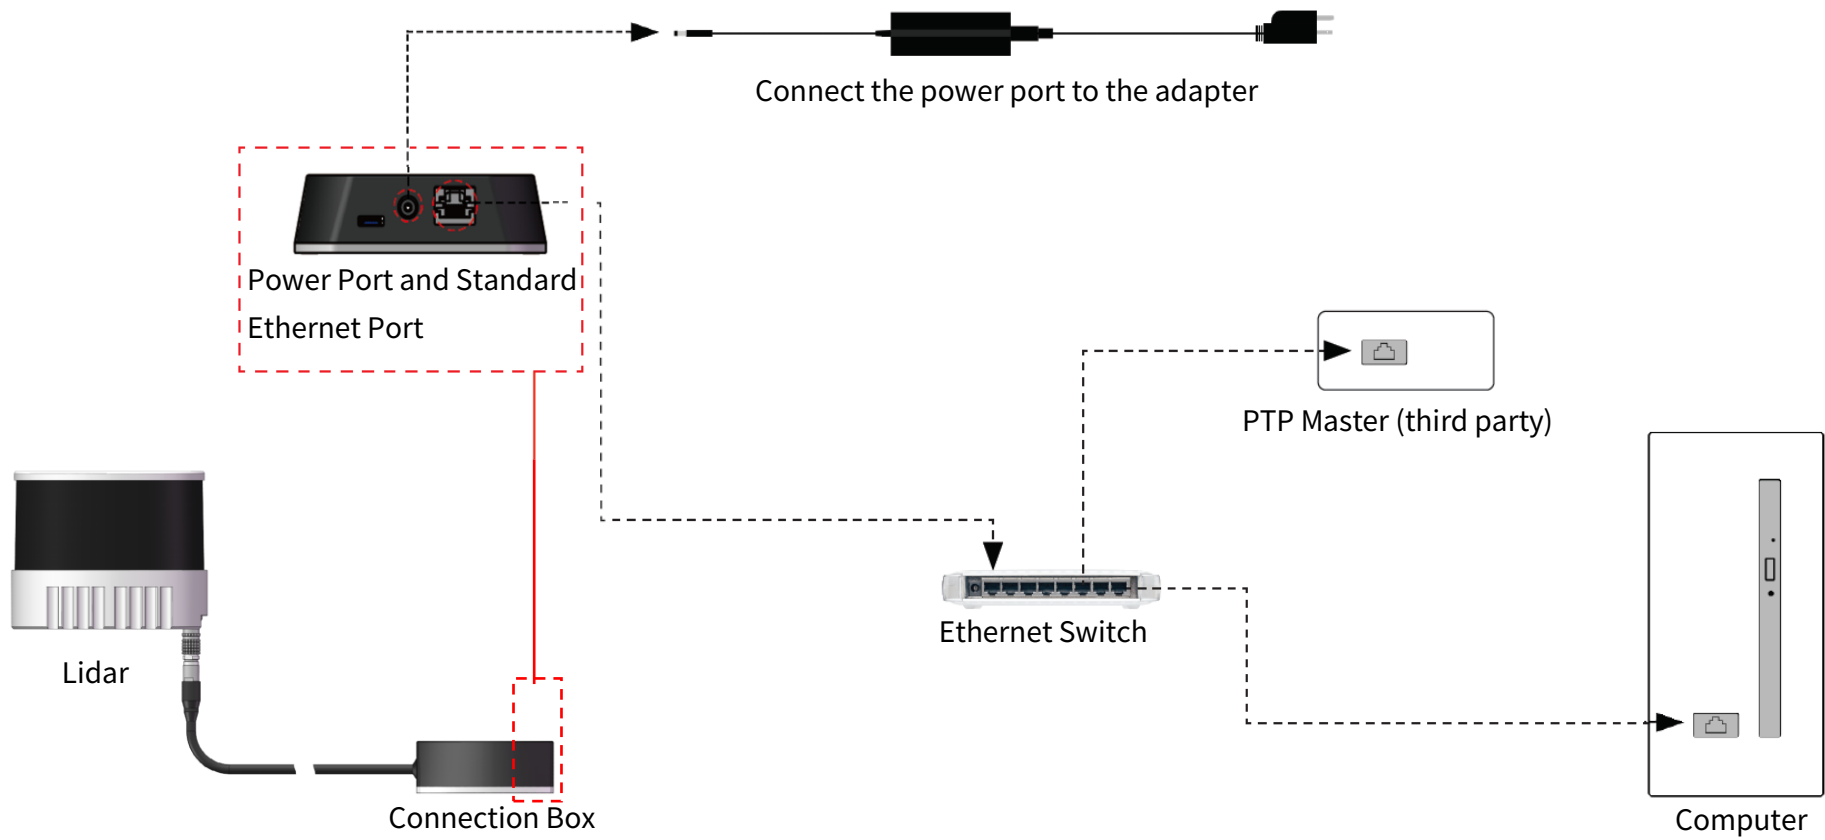 Connect the power port to the adapter
Power Port and Standard
Ethernet Port
PTP Master (third party)
Ethernet Switch
Lidar
Connection Box
Computer